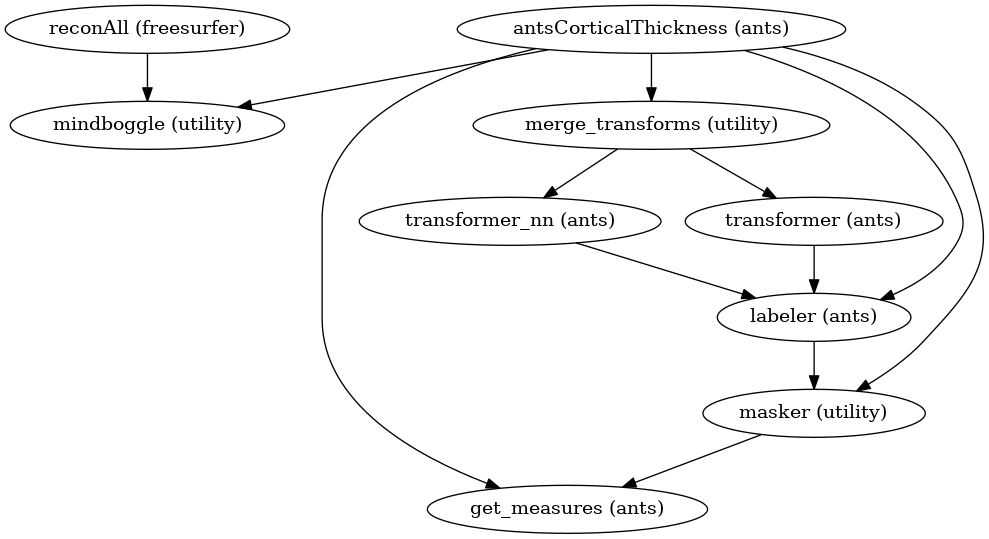 reconAll (freesurfer)
antsCorticalThickness (ants)
mindboggle (utility)
merge_transforms (utility)
transformer_nn (ants)
transformer (ants)
labeler (ants)
masker (utility)
get_measures (ants)